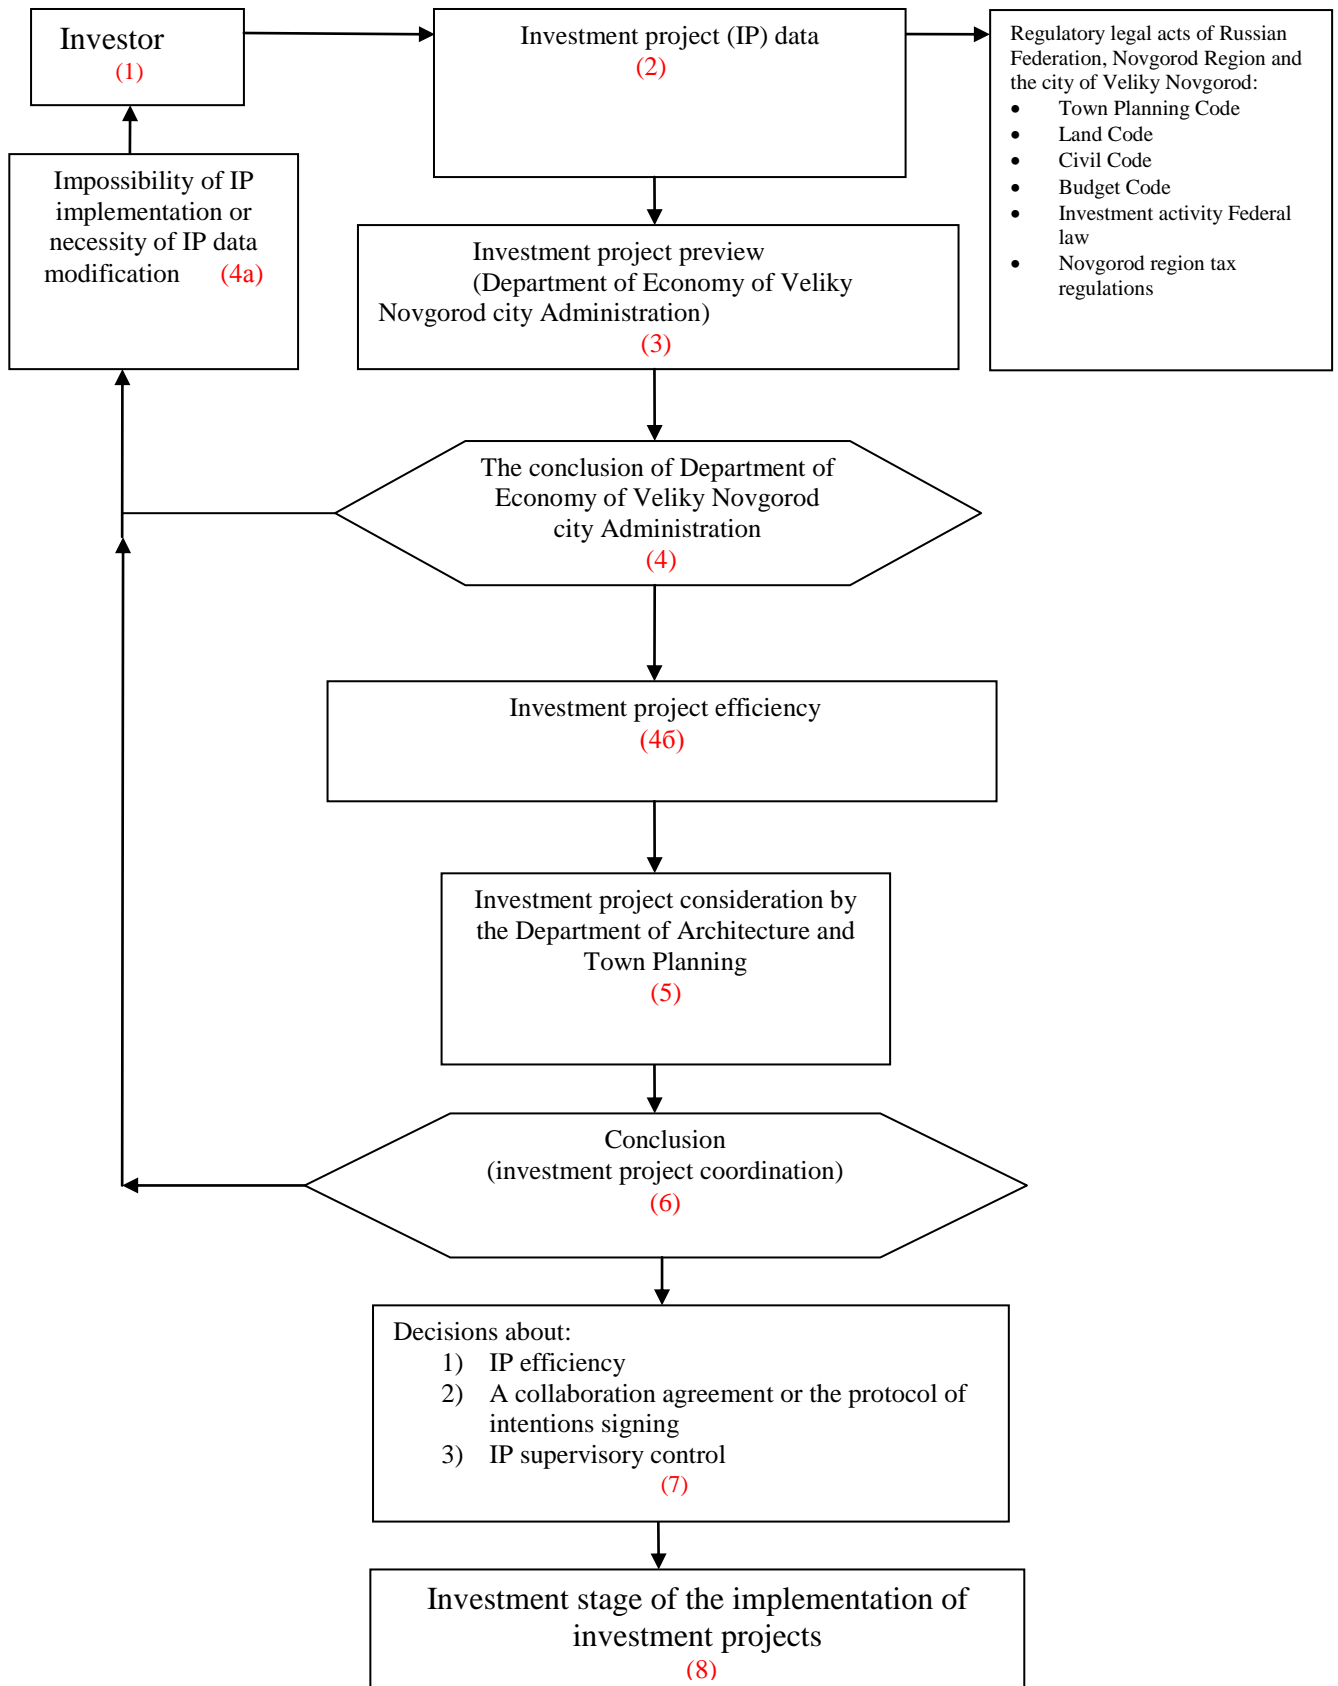 Investor
(1)
Investment project (IP) data
(2)
Regulatory legal acts of Russian
Federation, Novgorod Region and
the city of Veliky Novgorod:
• Town Planning Code
• Land Code
• Civil Code
• Budget Code
• Investment activity Federal
law
• Novgorod region tax
regulations
Impossibility of IP
implementation or
necessity of IP data
modification (4a)
Investment project preview
(Department of Economy of Veliky
Novgorod city Administration)
(3)
The conclusion of Department of
Economy of Veliky Novgorod
city Administration
(4)
Investment project efficiency
(4б)
Investment project consideration by
the Department of Architecture and
Town Planning
(5)
Conclusion
(investment project coordination)
(6)
Decisions about:
1) IP efficiency
2) A collaboration agreement or the protocol of
intentions signing
3) IP supervisory control
(7)
Investment stage of the implementation of
investment projects
(8)